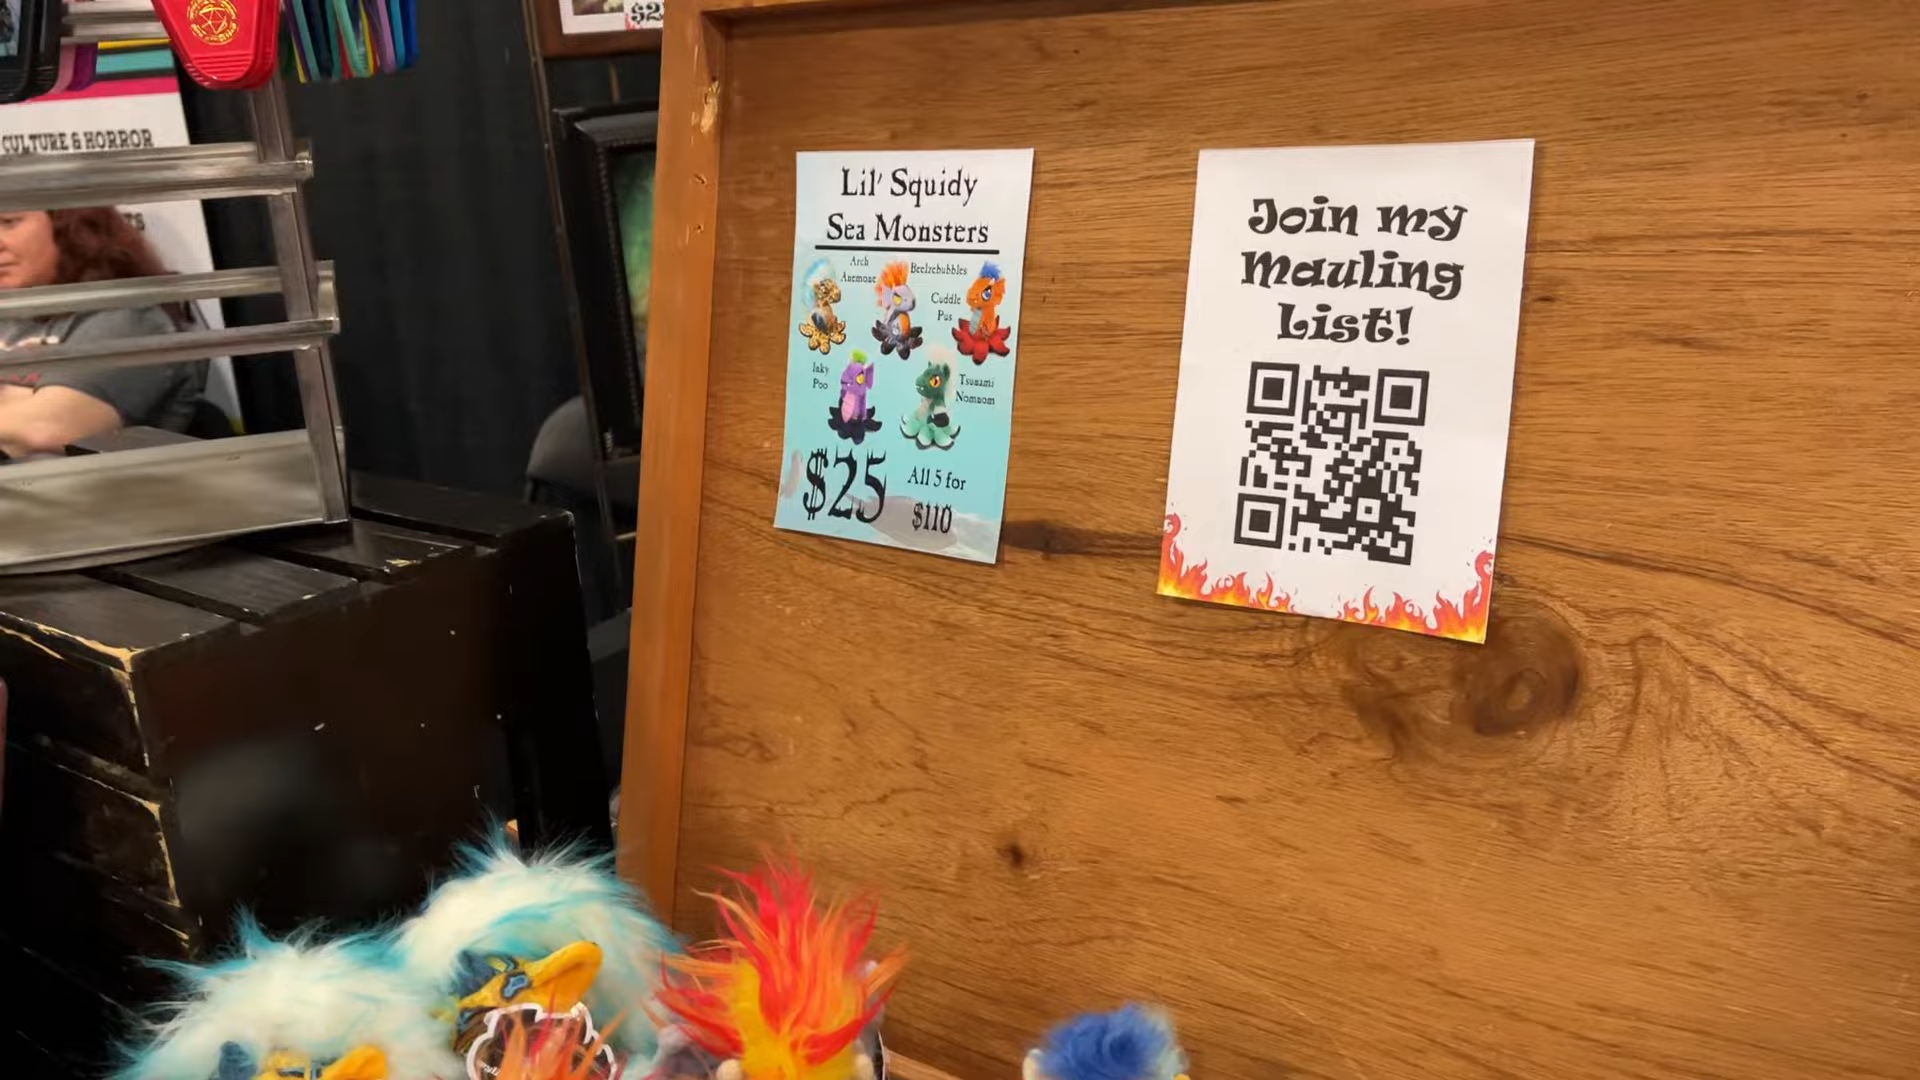 CULTURE & HORROR
Lil' Squidy
Sea Monsters
Arch
Anemone
Beelzebubbles
Cuddle
Pus
Inky
Poo
Tsunami
Nomnom
$25
All 5 for
$110
Join my
Mauling
List!